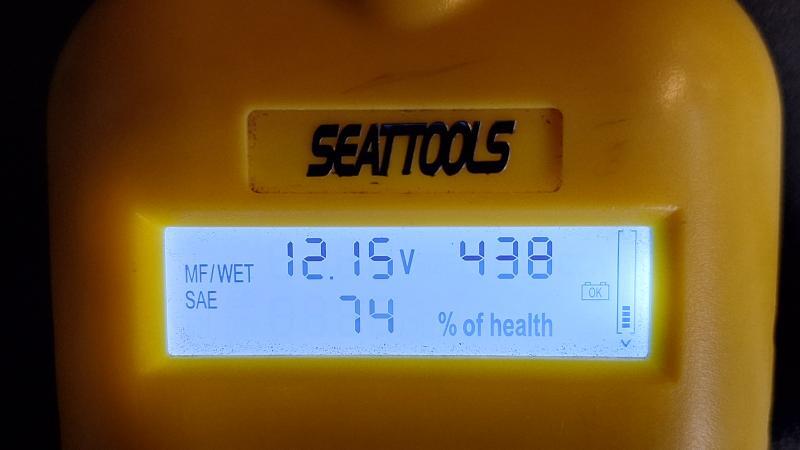 SEATTOOLS
MF/WET 12.15V 438
SAE 74 % of health
OK